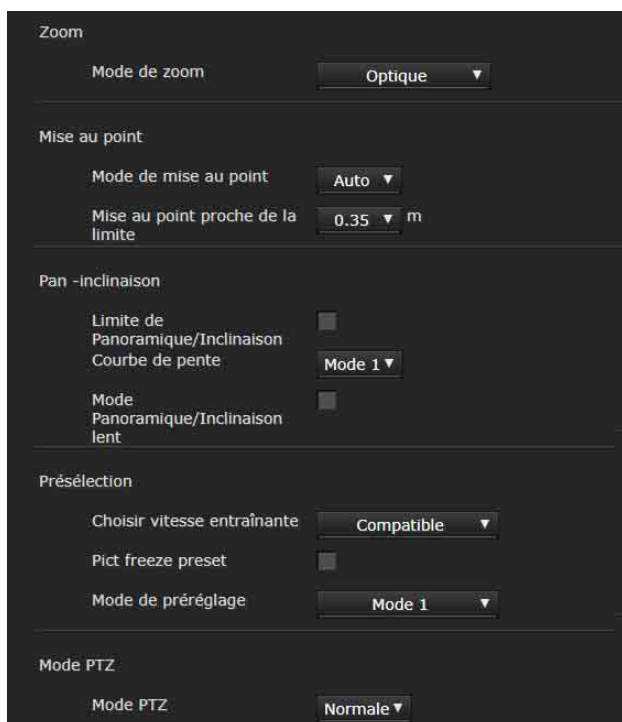 Zoom
Mode de zoom Optique ▼
Mise au point
Mode de mise au point Auto ▼
Mise au point proche de la
limite 0.35 ▼ m
Pan -inclinaison
Limite de
Panoramique/Inclinaison
Courbe de pente Mode 1 ▼
Mode
Panoramique/Inclinaison
lent
Présélection
Choisir vitesse entraînante Compatible ▼
Pict freeze preset
Mode de préréglage Mode 1 ▼
Mode PTZ
Mode PTZ Normale ▼